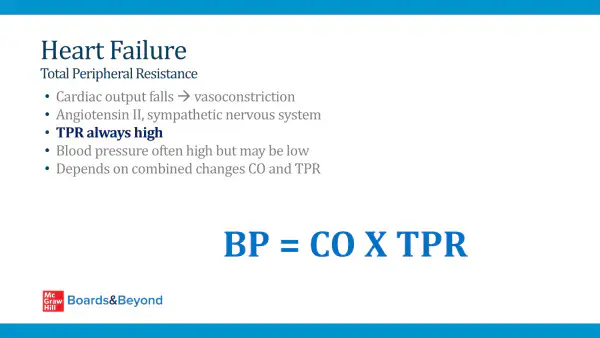 Heart Failure
Total Peripheral Resistance
• Cardiac output falls → vasoconstriction
• Angiotensin II, sympathetic nervous system
• TPR always high
• Blood pressure often high but may be low
• Depends on combined changes CO and TPR
BP = CO X TPR
Mc
Graw
Hill
Boards&Beyond